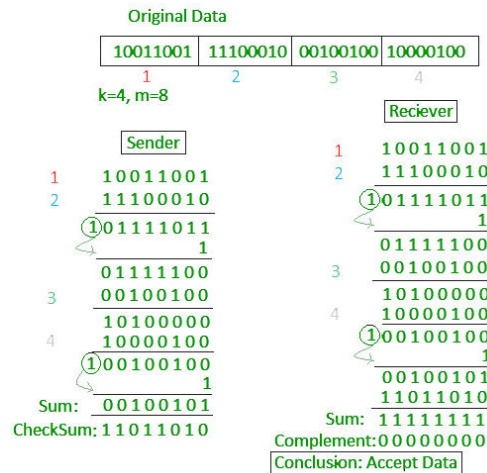 Original Data
10011001 11100010 00100100 10000100
1 2 3 4
k=4, m=8
Sender
1 10011001
2 11100010
1 01111011
1
01111100
3 00100100
10100000
4 10000100
1 00100100
1
Sum: 00100101
CheckSum: 11011010
Reciever
1 10011001
2 11100010
1 01111011
1
01111100
3 00100100
10100000
4 10000100
1 00100100
1
00100101
11011010
Sum: 11111111
Complement: 00000000
Conclusion: Accept Data